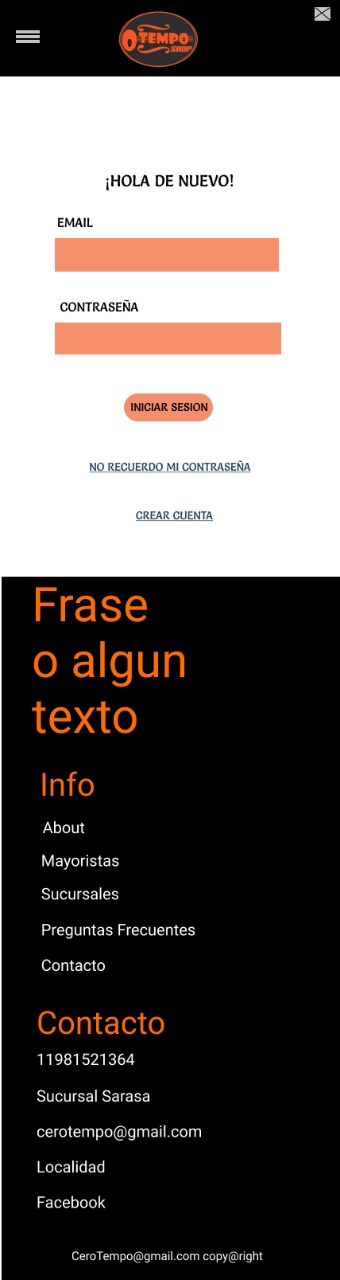 0 TEMPO
SHOP
¡HOLA DE NUEVO!
EMAIL
CONTRASEÑA
INICIAR SESION
NO RECUERDO MI CONTRASEÑA
CREAR CUENTA
Frase
o algun
texto
Info
About
Mayoristas
Sucursales
Preguntas Frecuentes
Contacto
Contacto
11981521364
Sucursal Sarasa
cerotempo@gmail.com
Localidad
Facebook
CeroTempo@gmail.com copy@right